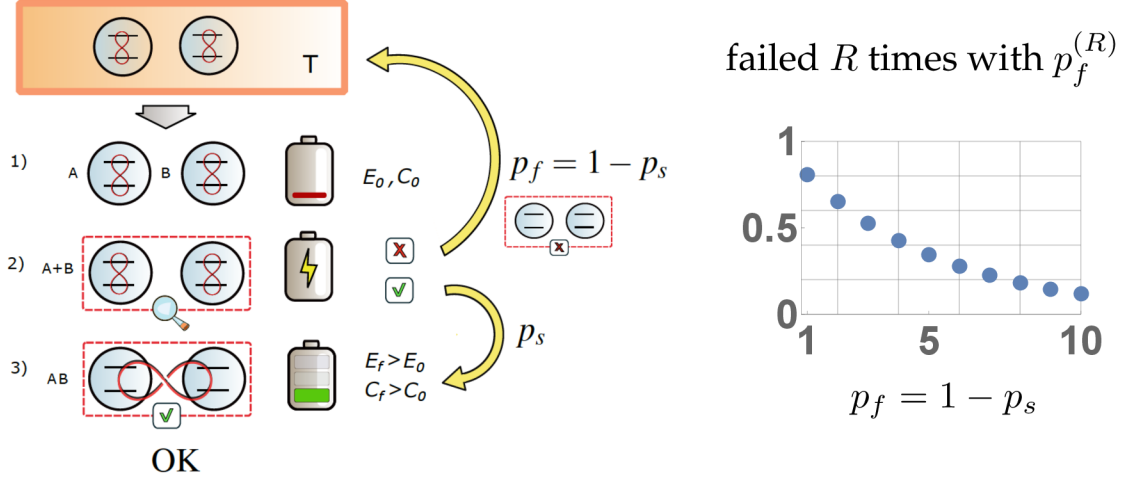 T
1)
A
B
E₀, C₀
p_f = 1 − p_s
X
2)
A+B
X
√
p_s
3)
AB
E_f>E₀
C_f>C₀
√
OK
failed R times with p_f^{(R)}
1
0.5
0
1
5
10
p_f = 1 − p_s